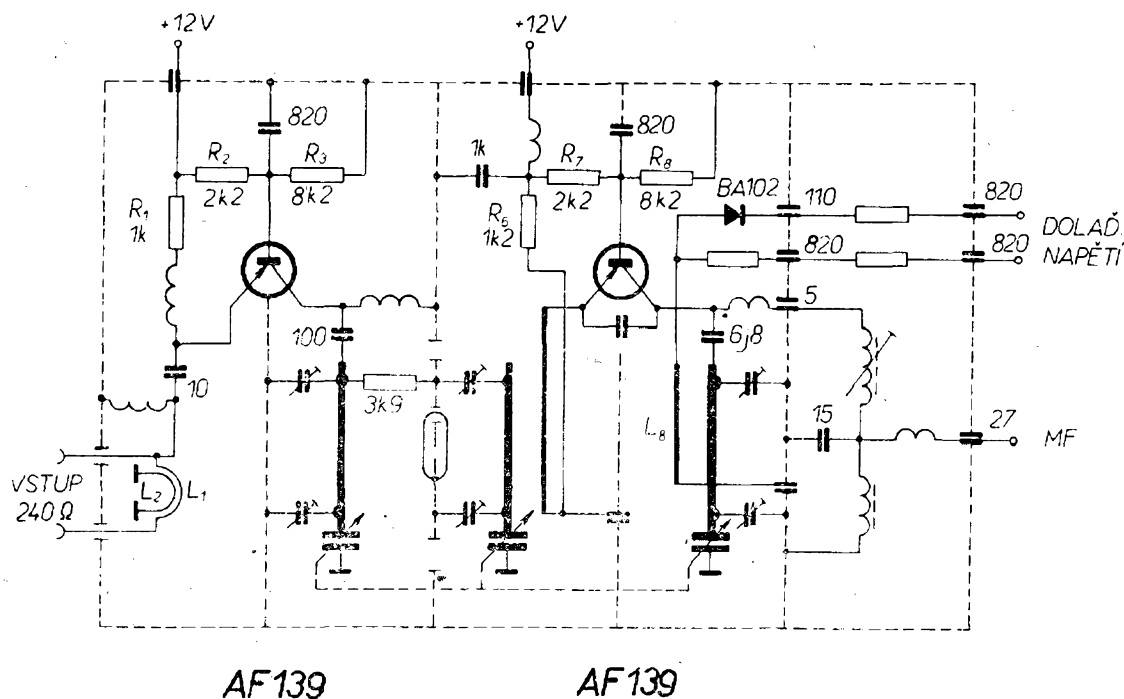 +12V
+12V
820
820
R2
R3
1k
R7
R8
BA102
110
820
2k2
8k2
2k2
8k2
R1
1k
R5
1k2
DOLAĎ.
NAPĚTÍ
820
820
5
100
6j8
10
3k9
15
27
L8
MF
VSTUP
240 Ω
L2
L1
AF139
AF139